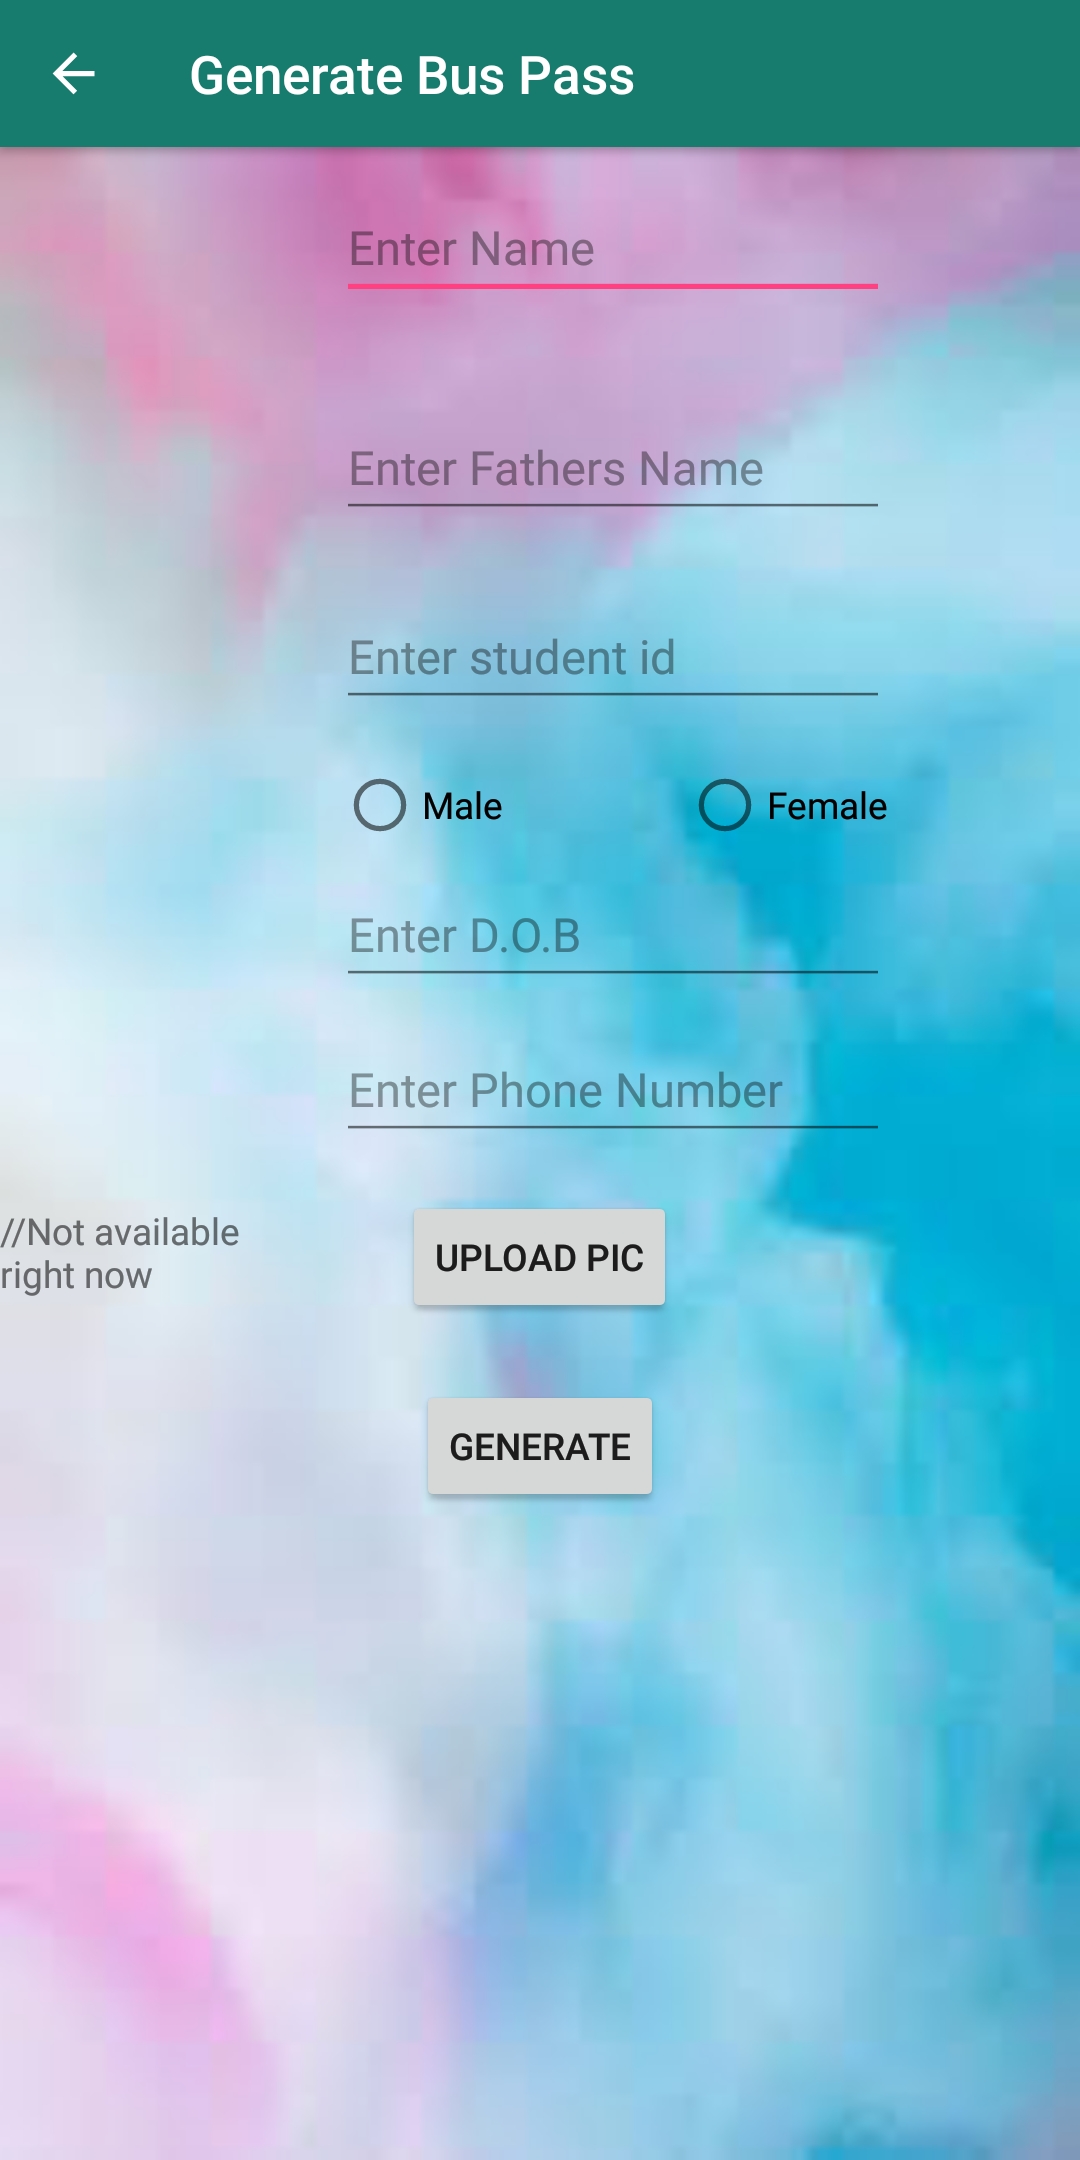 Generate Bus Pass
Enter Name
Enter Fathers Name
Enter student id
Male Female
Enter D.O.B
Enter Phone Number
//Not available
right now
UPLOAD PIC
GENERATE